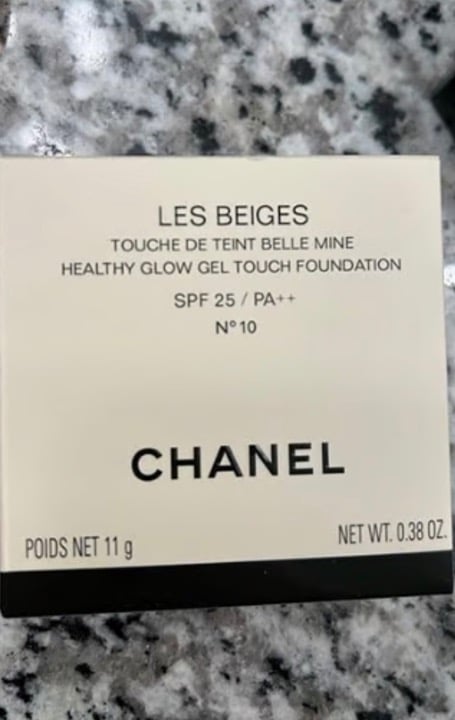 LES BEIGES
TOUCHE DE TEINT BELLE MINE
HEALTHY GLOW GEL TOUCH FOUNDATION
SPF 25 / PA++
N° 10
CHANEL
POIDS NET 11 g
NET WT. 0.38 OZ.